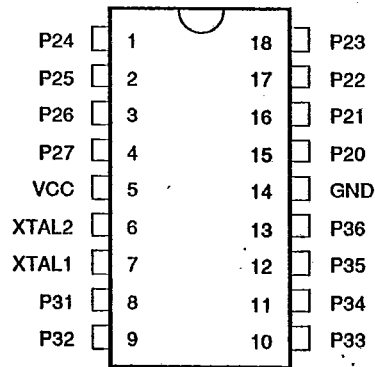 P24 1 18 P23
P25 2 17 P22
P26 3 16 P21
P27 4 15 P20
VCC 5 14 GND
XTAL2 6 13 P36
XTAL1 7 12 P35
P31 8 11 P34
P32 9 10 P33